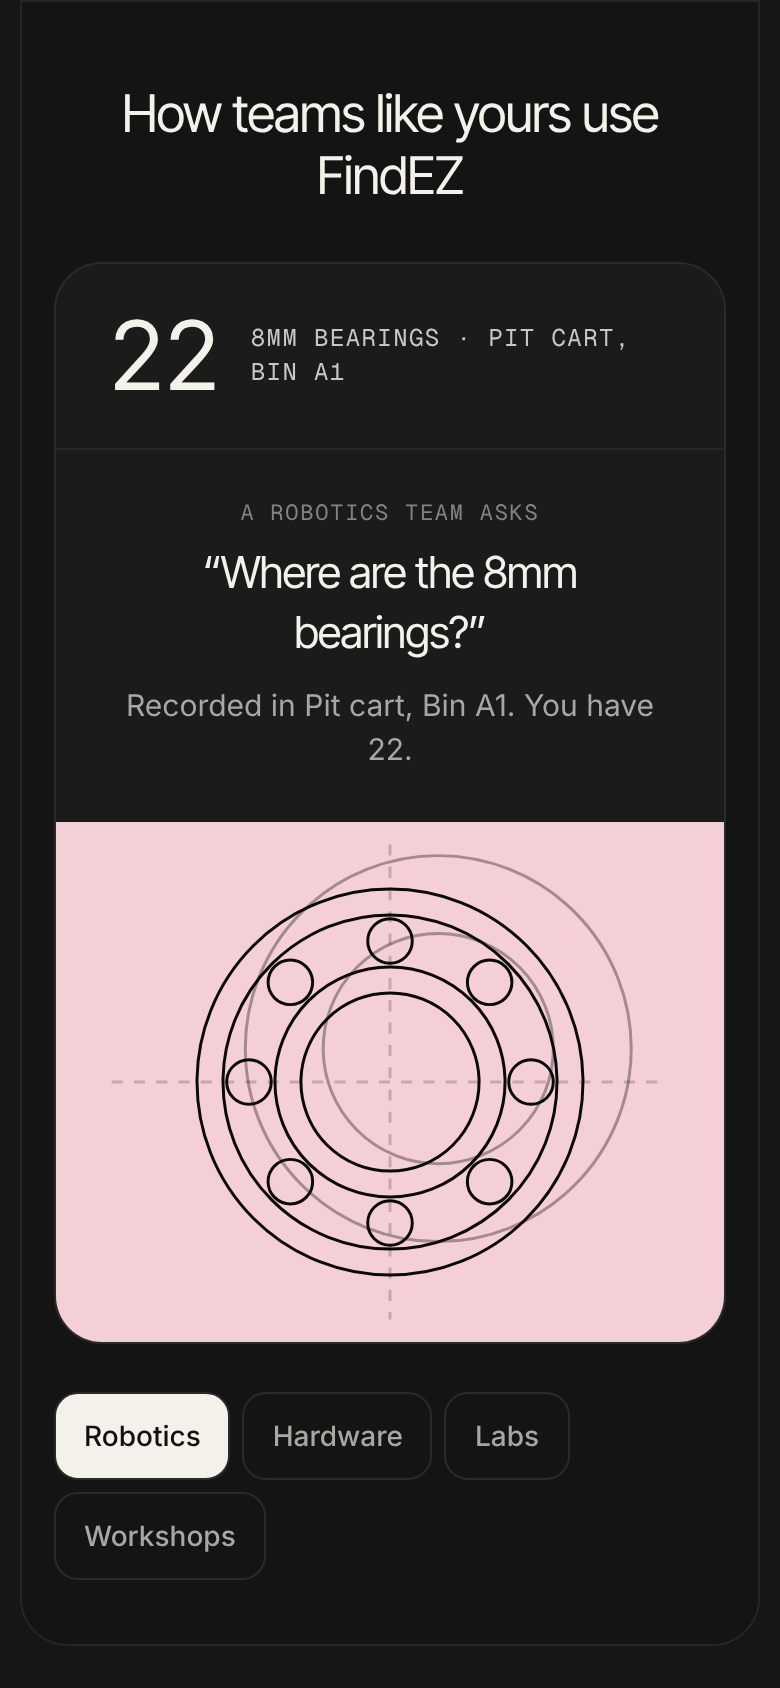 How teams like yours use
FindEZ
22
8MM BEARINGS · PIT CART,
BIN A1
A ROBOTICS TEAM ASKS
“Where are the 8mm
bearings?”
Recorded in Pit cart, Bin A1. You have
22.
Robotics
Hardware
Labs
Workshops